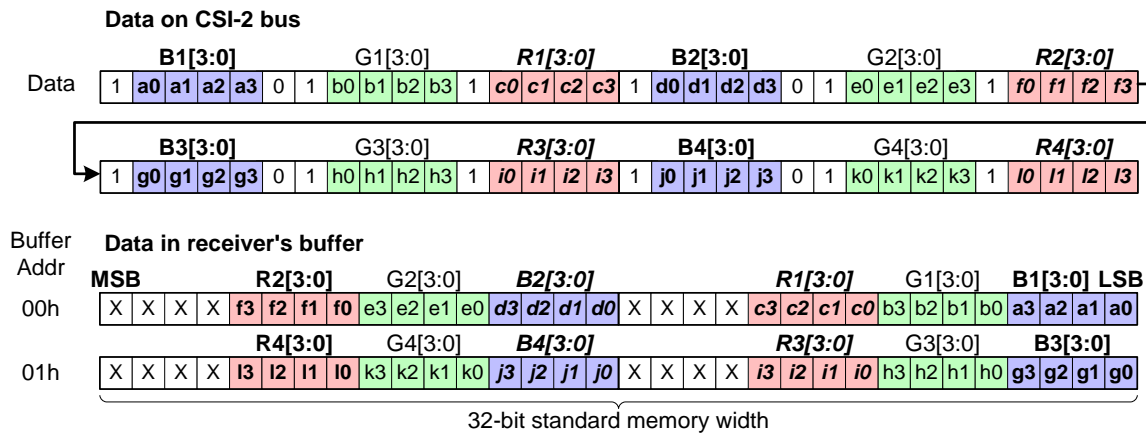 Data on CSI-2 bus
B1[3:0] G1[3:0] R1[3:0] B2[3:0] G2[3:0] R2[3:0]
Data 1 a0 a1 a2 a3 0 1 b0 b1 b2 b3 1 c0 c1 c2 c3 1 d0 d1 d2 d3 0 1 e0 e1 e2 e3 1 f0 f1 f2 f3
B3[3:0] G3[3:0] R3[3:0] B4[3:0] G4[3:0] R4[3:0]
1 g0 g1 g2 g3 0 1 h0 h1 h2 h3 1 i0 i1 i2 i3 1 j0 j1 j2 j3 0 1 k0 k1 k2 k3 1 l0 l1 l2 l3
Buffer Addr
Data in receiver's buffer
MSB R2[3:0] G2[3:0] B2[3:0] R1[3:0] G1[3:0] B1[3:0] LSB
00h X X X X f3 f2 f1 f0 e3 e2 e1 e0 d3 d2 d1 d0 X X X X c3 c2 c1 c0 b3 b2 b1 b0 a3 a2 a1 a0
R4[3:0] G4[3:0] B4[3:0] R3[3:0] G3[3:0] B3[3:0]
01h X X X X l3 l2 l1 l0 k3 k2 k1 k0 j3 j2 j1 j0 X X X X i3 i2 i1 i0 h3 h2 h1 h0 g3 g2 g1 g0
32-bit standard memory width